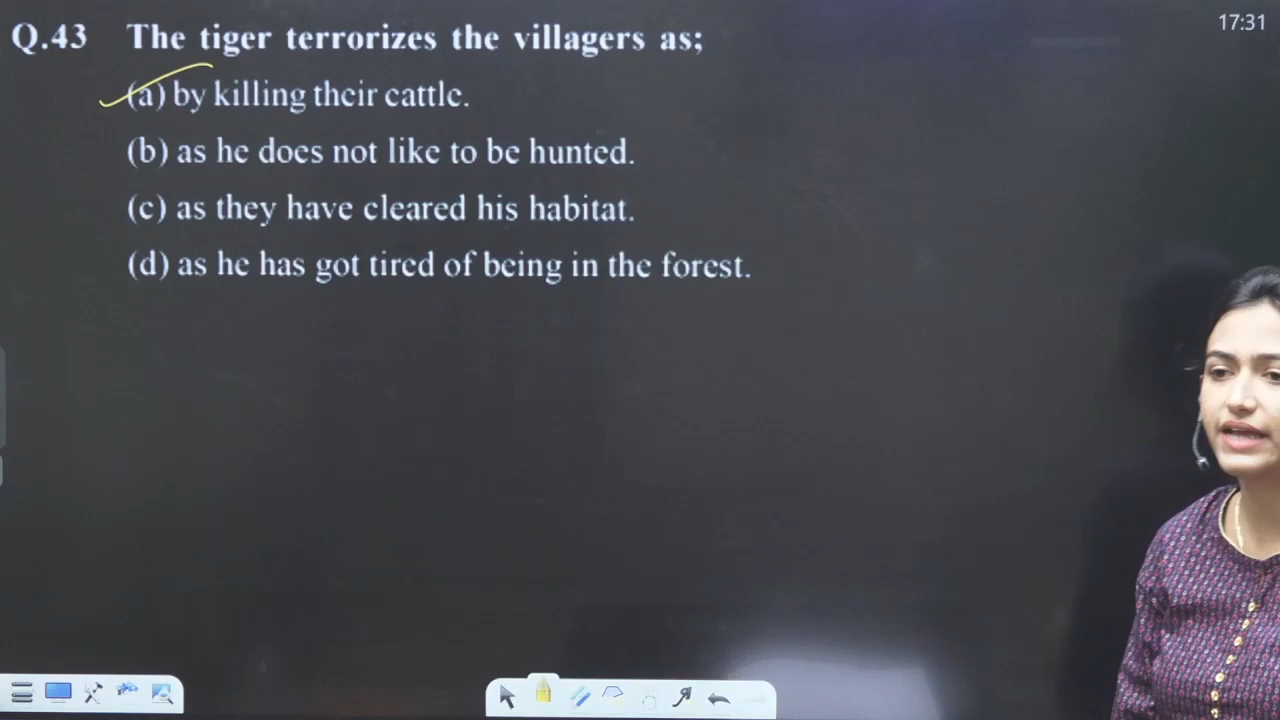 17:31
Q.43 The tiger terrorizes the villagers as;
(a) by killing their cattle.
(b) as he does not like to be hunted.
(c) as they have cleared his habitat.
(d) as he has got tired of being in the forest.